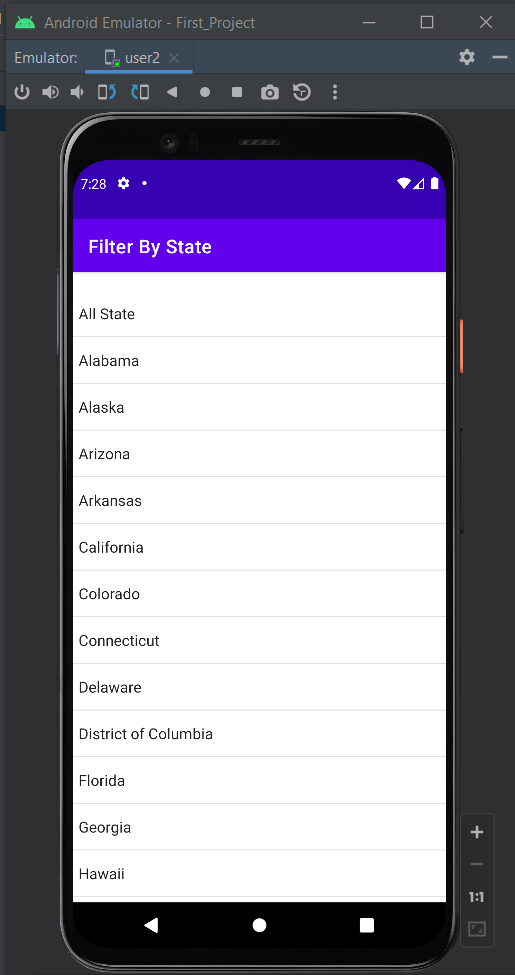 Android Emulator - First_Project
Emulator: user2
7:28
Filter By State
All State
Alabama
Alaska
Arizona
Arkansas
California
Colorado
Connecticut
Delaware
District of Columbia
Florida
Georgia
Hawaii
1:1